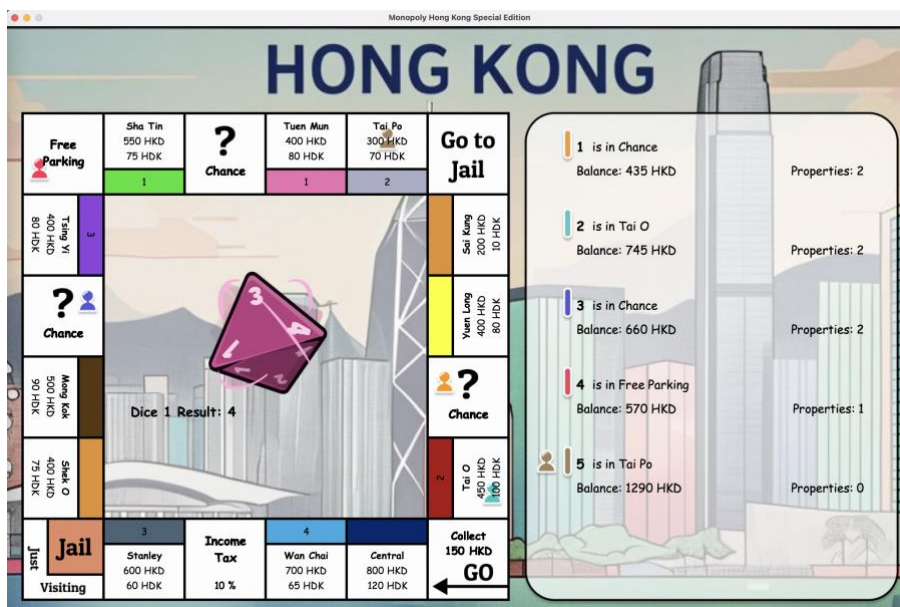 Monopoly Hong Kong Special Edition
HONG KONG
Free
Parking
Sha Tin
550 HKD
75 HDK
1
?
Chance
Tuen Mun
400 HKD
80 HDK
1
Tai Po
300 HKD
70 HDK
2
Go to
Jail
Tsing Yi
400 HKD
80 HDK
3
Sai Kung
200 HKD
10 HDK
?
Chance
Yuen Long
400 HKD
80 HDK
Mong Kok
500 HKD
90 HDK
?
Chance
Shek O
400 HKD
75 HDK
Tai O
450 HKD
100 HDK
2
3
4
1
1
2
Dice 1 Result: 4
Just
Visiting
Jail
3
Stanley
600 HKD
60 HDK
Income
Tax
10 %
4
Wan Chai
700 HKD
65 HDK
Central
800 HKD
120 HDK
Collect
150 HKD
GO
1 is in Chance
Balance: 435 HKD
Properties: 2
2 is in Tai O
Balance: 745 HKD
Properties: 2
3 is in Chance
Balance: 660 HKD
Properties: 2
4 is in Free Parking
Balance: 570 HKD
Properties: 1
5 is in Tai Po
Balance: 1290 HKD
Properties: 0